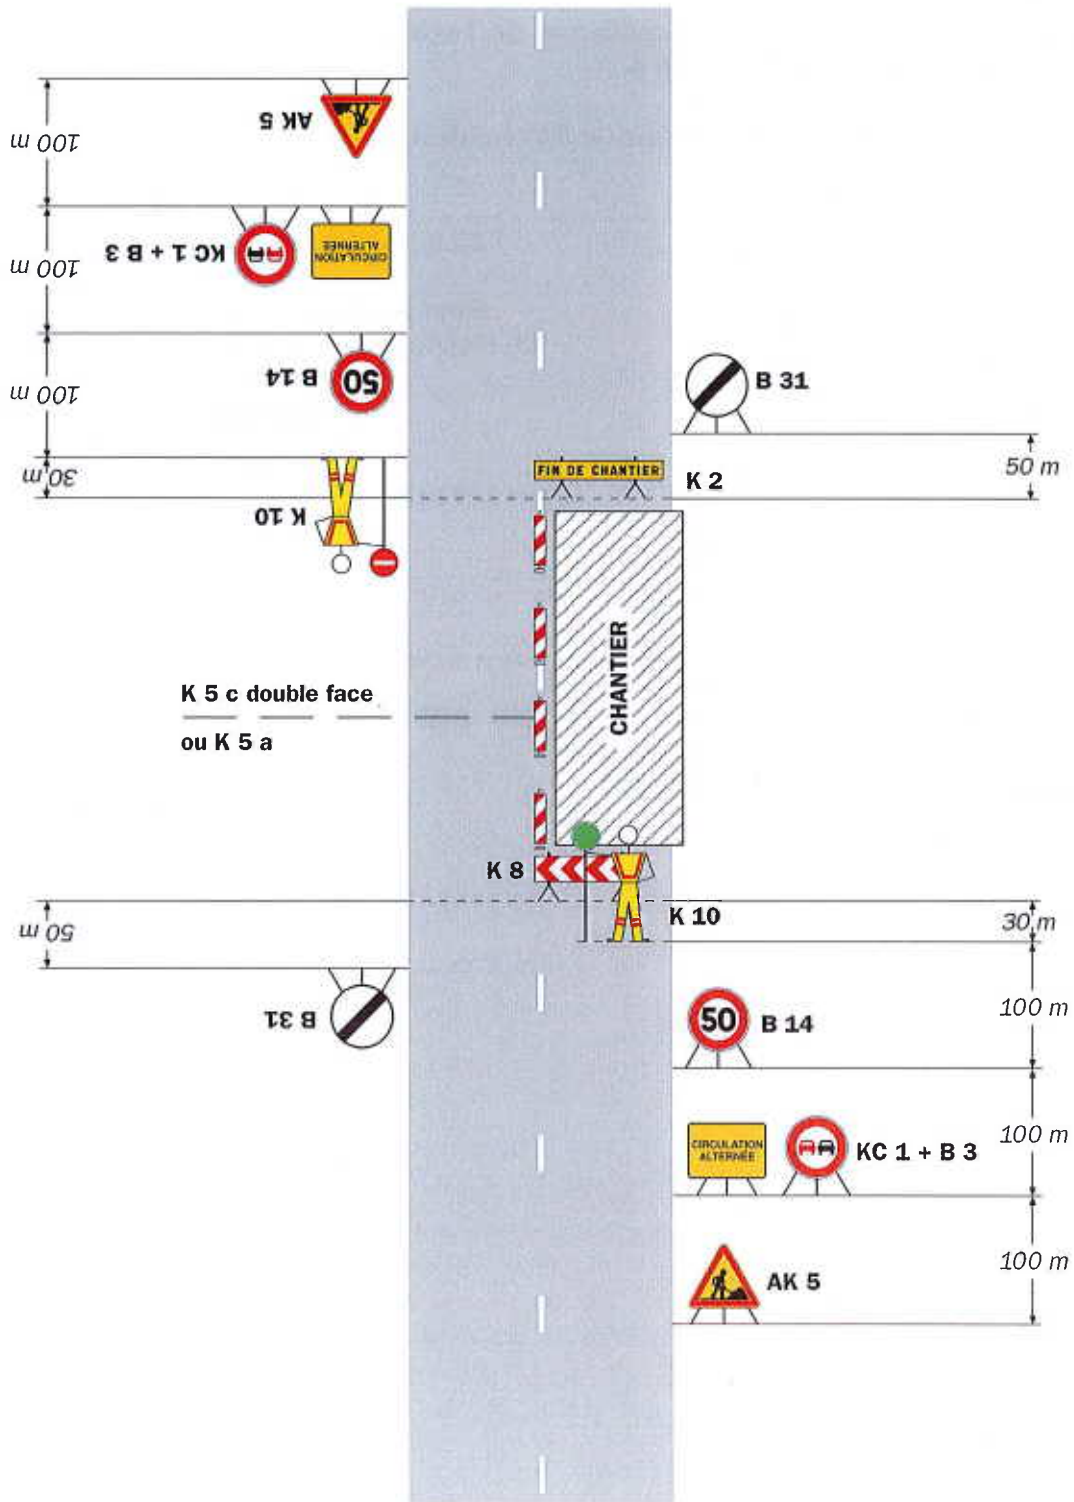 AK 5
100 m
KC 1 + B 3
CIRCULATION
ALTERNÉE
100 m
B 14
50
100 m
B 31
30 m
FIN DE CHANTIER
K 2
50 m
K 10
CHANTIER
K 5 c double face
ou K 5 a
K 8
K 10
30 m
50 m
B 31
50
B 14
100 m
CIRCULATION
ALTERNÉE
KC 1 + B 3
100 m
AK 5
100 m